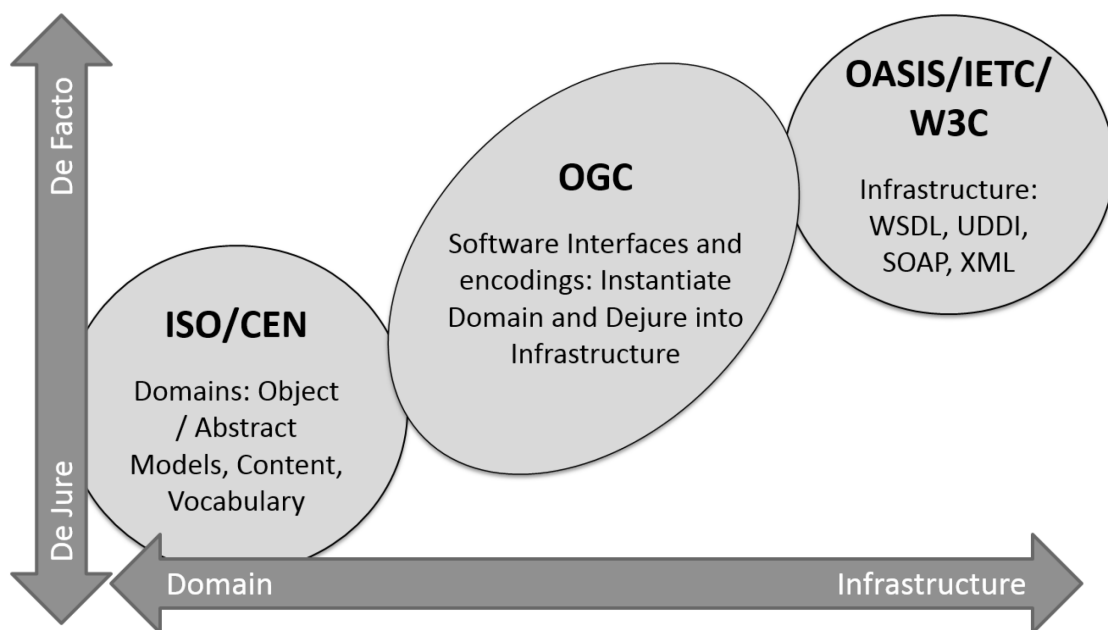 De Facto
De Jure
OASIS/IETC/
W3C
Infrastructure:
WSDL, UDDI,
SOAP, XML
OGC
Software Interfaces and
encodings: Instantiate
Domain and Dejure into
Infrastructure
ISO/CEN
Domains: Object
/ Abstract
Models, Content,
Vocabulary
Domain
Infrastructure